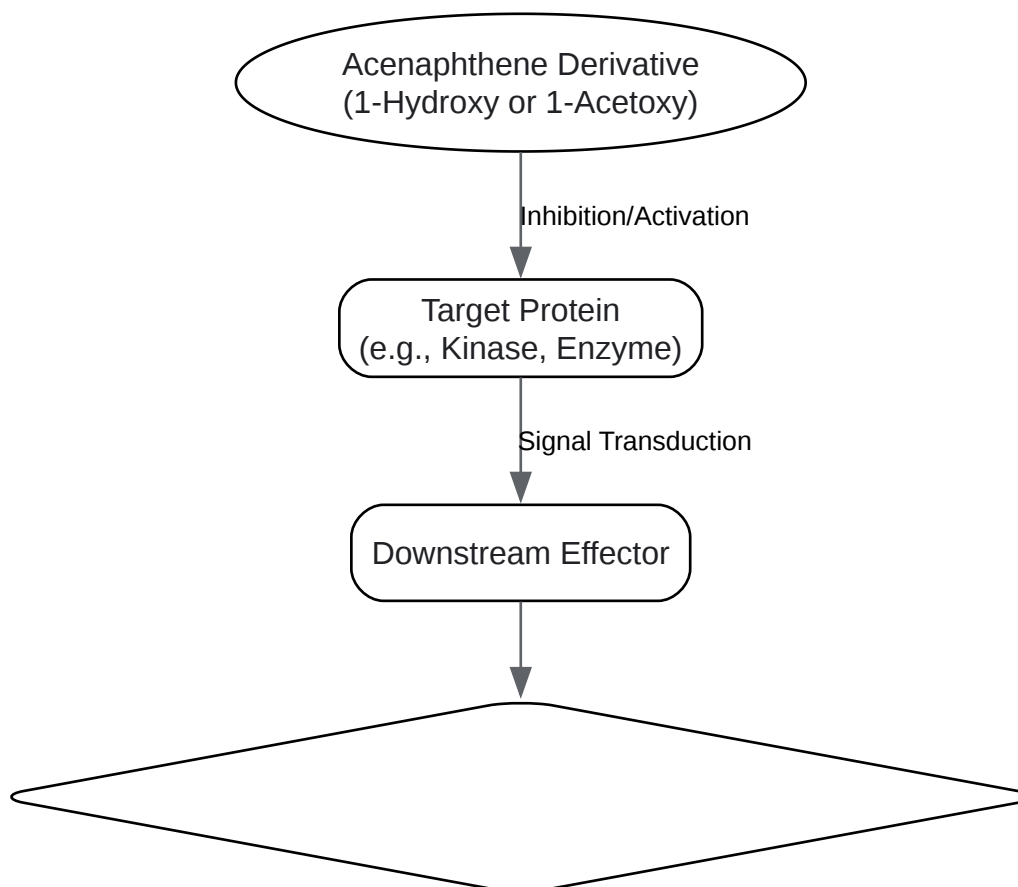 Acenaphthene Derivative
(1-Hydroxy or 1-Acetoxy)
Inhibition/Activation
Target Protein
(e.g., Kinase, Enzyme)
Signal Transduction
Downstream Effector